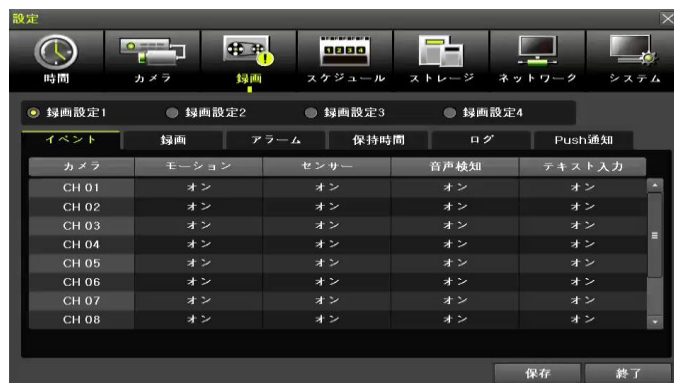 設定
時間 カメラ 録画 スケジュール ストレージ ネットワーク システム
録画設定1 録画設定2 録画設定3 録画設定4
イベント 録画 アラーム 保持時間 ログ Push通知
カメラ モーション センサー 音声検知 テキスト入力
CH 01 オン オン オン オン
CH 02 オン オン オン オン
CH 03 オン オン オン オン
CH 04 オン オン オン オン
CH 05 オン オン オン オン
CH 06 オン オン オン オン
CH 07 オン オン オン オン
CH 08 オン オン オン オン
保存 終了